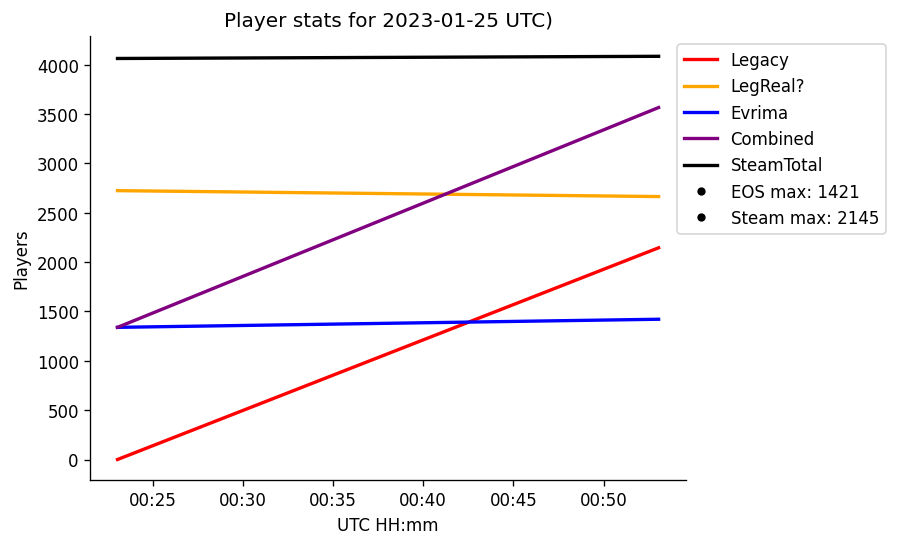 Player stats for 2023-01-25 UTC)
4000
3500
3000
2500
2000
1500
1000
500
0
Players
00:25 00:30 00:35 00:40 00:45 00:50
UTC HH:mm
Legacy
LegReal?
Evrima
Combined
SteamTotal
EOS max: 1421
Steam max: 2145